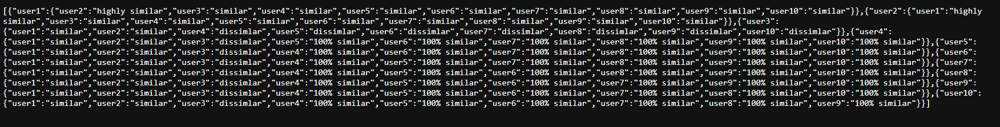 [{"user1":{"user2":"highly similar","user3":"similar","user4":"similar","user5":"similar","user6":"similar","user7":"similar","user8":"similar","user9":"similar","user10":"similar"}},{"user2":{"user1":"highly
similar","user3":"similar","user4":"similar","user5":"similar","user6":"similar","user7":"similar","user8":"similar","user9":"similar","user10":"similar"}},{"user3":
{"user1":"similar","user2":"similar","user4":"dissimlar","user5":"dissimlar","user6":"dissimlar","user7":"dissimlar","user8":"dissimlar","user9":"dissimlar","user10":"dissimlar"}},{"user4":
{"user1":"similar","user2":"similar","user3":"dissimlar","user5":"100% similar","user6":"100% similar","user7":"100% similar","user8":"100% similar","user9":"100% similar","user10":"100% similar"}},{"user5":
{"user1":"similar","user2":"similar","user3":"dissimlar","user4":"100% similar","user6":"100% similar","user7":"100% similar","user8":"100% similar","user9":"100% similar","user10":"100% similar"}},{"user6":
{"user1":"similar","user2":"similar","user3":"dissimlar","user4":"100% similar","user5":"100% similar","user7":"100% similar","user8":"100% similar","user9":"100% similar","user10":"100% similar"}},{"user7":
{"user1":"similar","user2":"similar","user3":"dissimlar","user4":"100% similar","user5":"100% similar","user6":"100% similar","user8":"100% similar","user9":"100% similar","user10":"100% similar"}},{"user8":
{"user1":"similar","user2":"similar","user3":"dissimlar","user4":"100% similar","user5":"100% similar","user6":"100% similar","user7":"100% similar","user9":"100% similar","user10":"100% similar"}},{"user9":
{"user1":"similar","user2":"similar","user3":"dissimlar","user4":"100% similar","user5":"100% similar","user6":"100% similar","user7":"100% similar","user8":"100% similar","user10":"100% similar"}},{"user10":
{"user1":"similar","user2":"similar","user3":"dissimlar","user4":"100% similar","user5":"100% similar","user6":"100% similar","user7":"100% similar","user8":"100% similar","user9":"100% similar"}}]